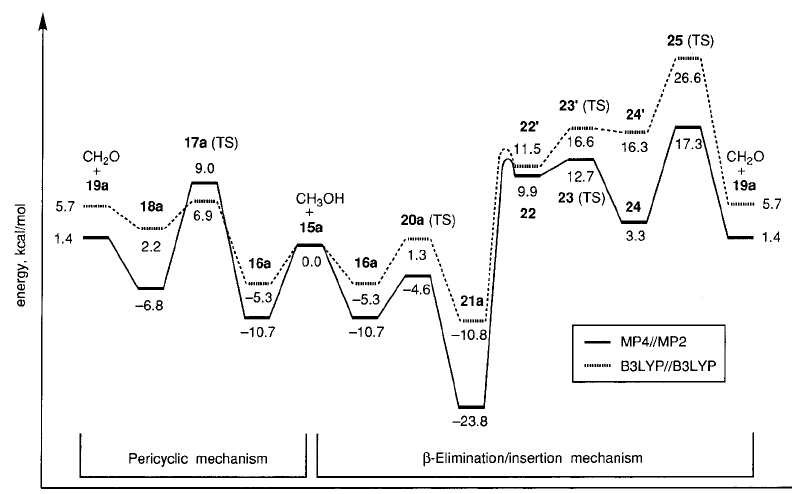 25 (TS)
26.6
23' (TS)
16.6
24'
16.3
22'
11.5
17.3
17a (TS)
9.0
6.9
CH2O
+
19a
5.7
1.4
18a
2.2
−6.8
16a
−5.3
−10.7
CH3OH
+
15a
0.0
16a
−5.3
−10.7
20a (TS)
1.3
−4.6
21a
−10.8
−23.8
9.9
22
12.7
23 (TS)
24
3.3
CH2O
+
19a
5.7
1.4
energy, kcal/mol
MP4//MP2
B3LYP//B3LYP
Pericyclic mechanism
β-Elimination/insertion mechanism